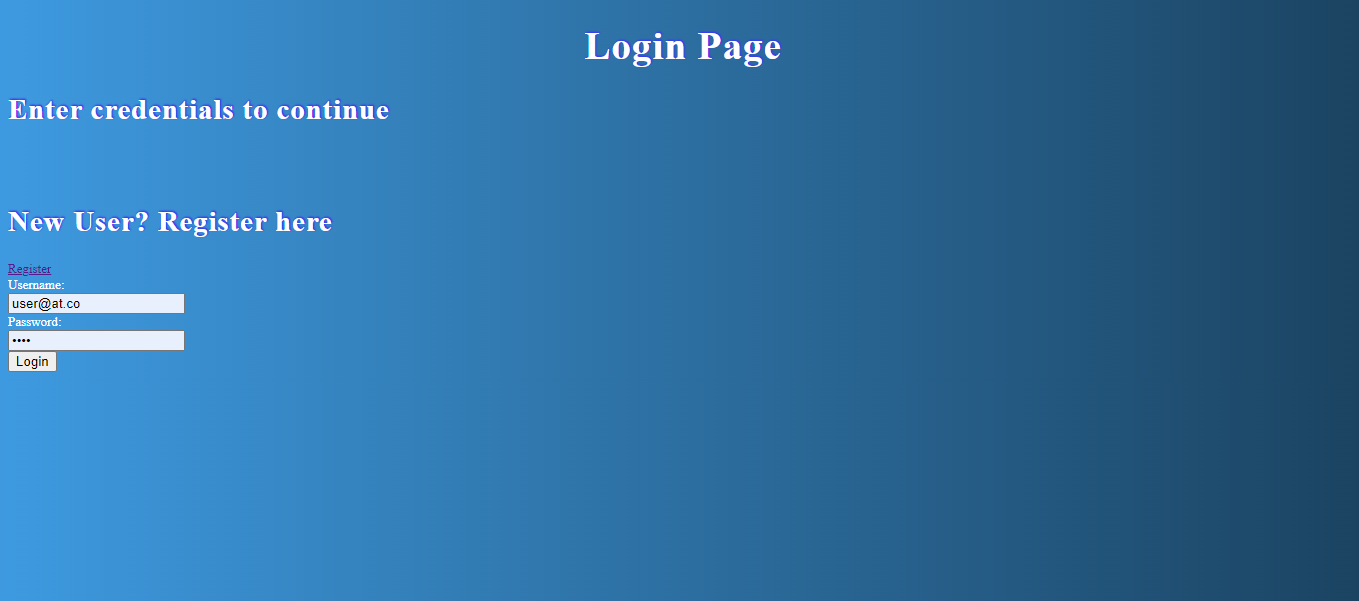 Login Page
Enter credentials to continue
New User? Register here
Register
Username:
user@at.co
Password:
••••
Login